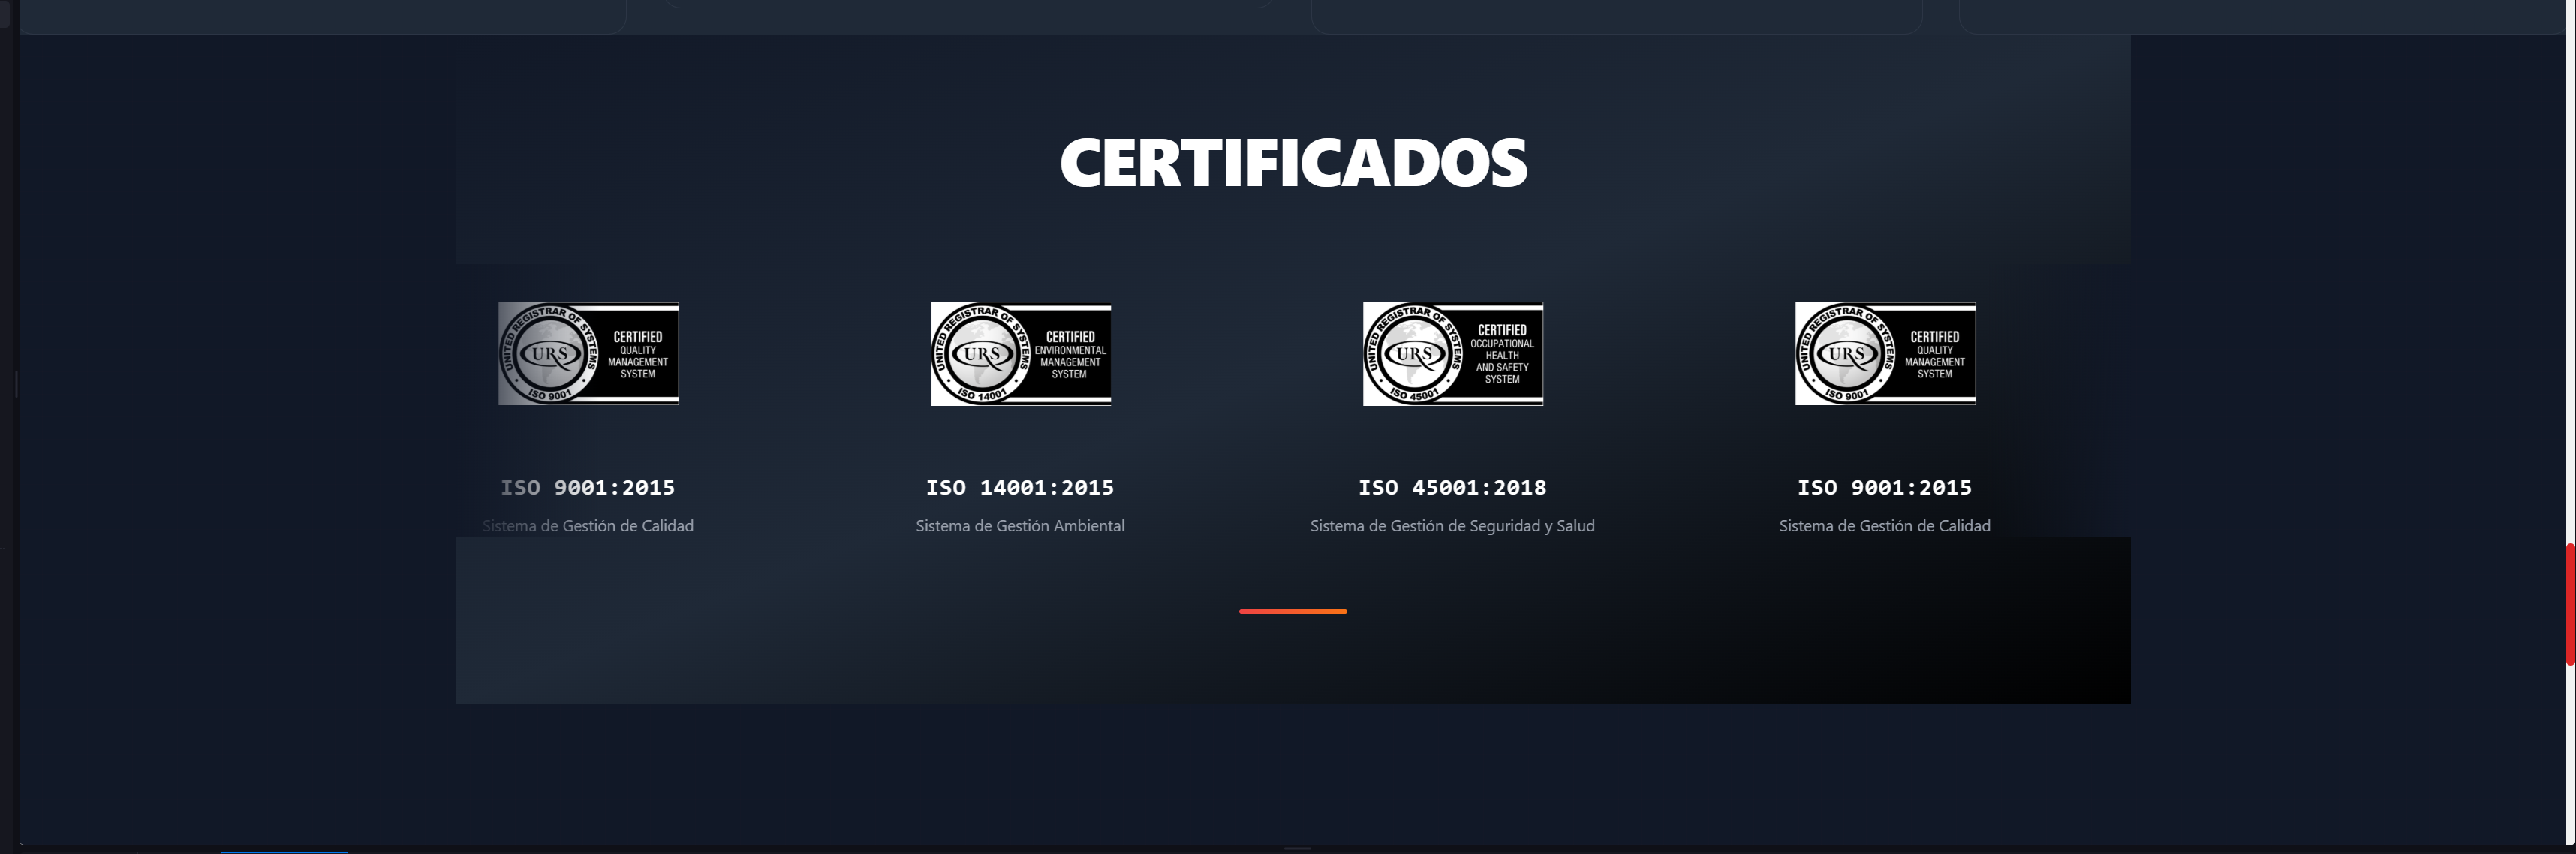 CERTIFICADOS
UNITED REGISTRAR OF SYSTEMS
URS
• ISO 9001 •
CERTIFIED
QUALITY
MANAGEMENT
SYSTEM
UNITED REGISTRAR OF SYSTEMS
URS
• ISO 14001 •
CERTIFIED
ENVIRONMENTAL
MANAGEMENT
SYSTEM
UNITED REGISTRAR OF SYSTEMS
URS
• ISO 45001 •
CERTIFIED
OCCUPATIONAL
HEALTH
AND SAFETY
SYSTEM
UNITED REGISTRAR OF SYSTEMS
URS
• ISO 9001 •
CERTIFIED
QUALITY
MANAGEMENT
SYSTEM
ISO 9001:2015
Sistema de Gestión de Calidad
ISO 14001:2015
Sistema de Gestión Ambiental
ISO 45001:2018
Sistema de Gestión de Seguridad y Salud
ISO 9001:2015
Sistema de Gestión de Calidad